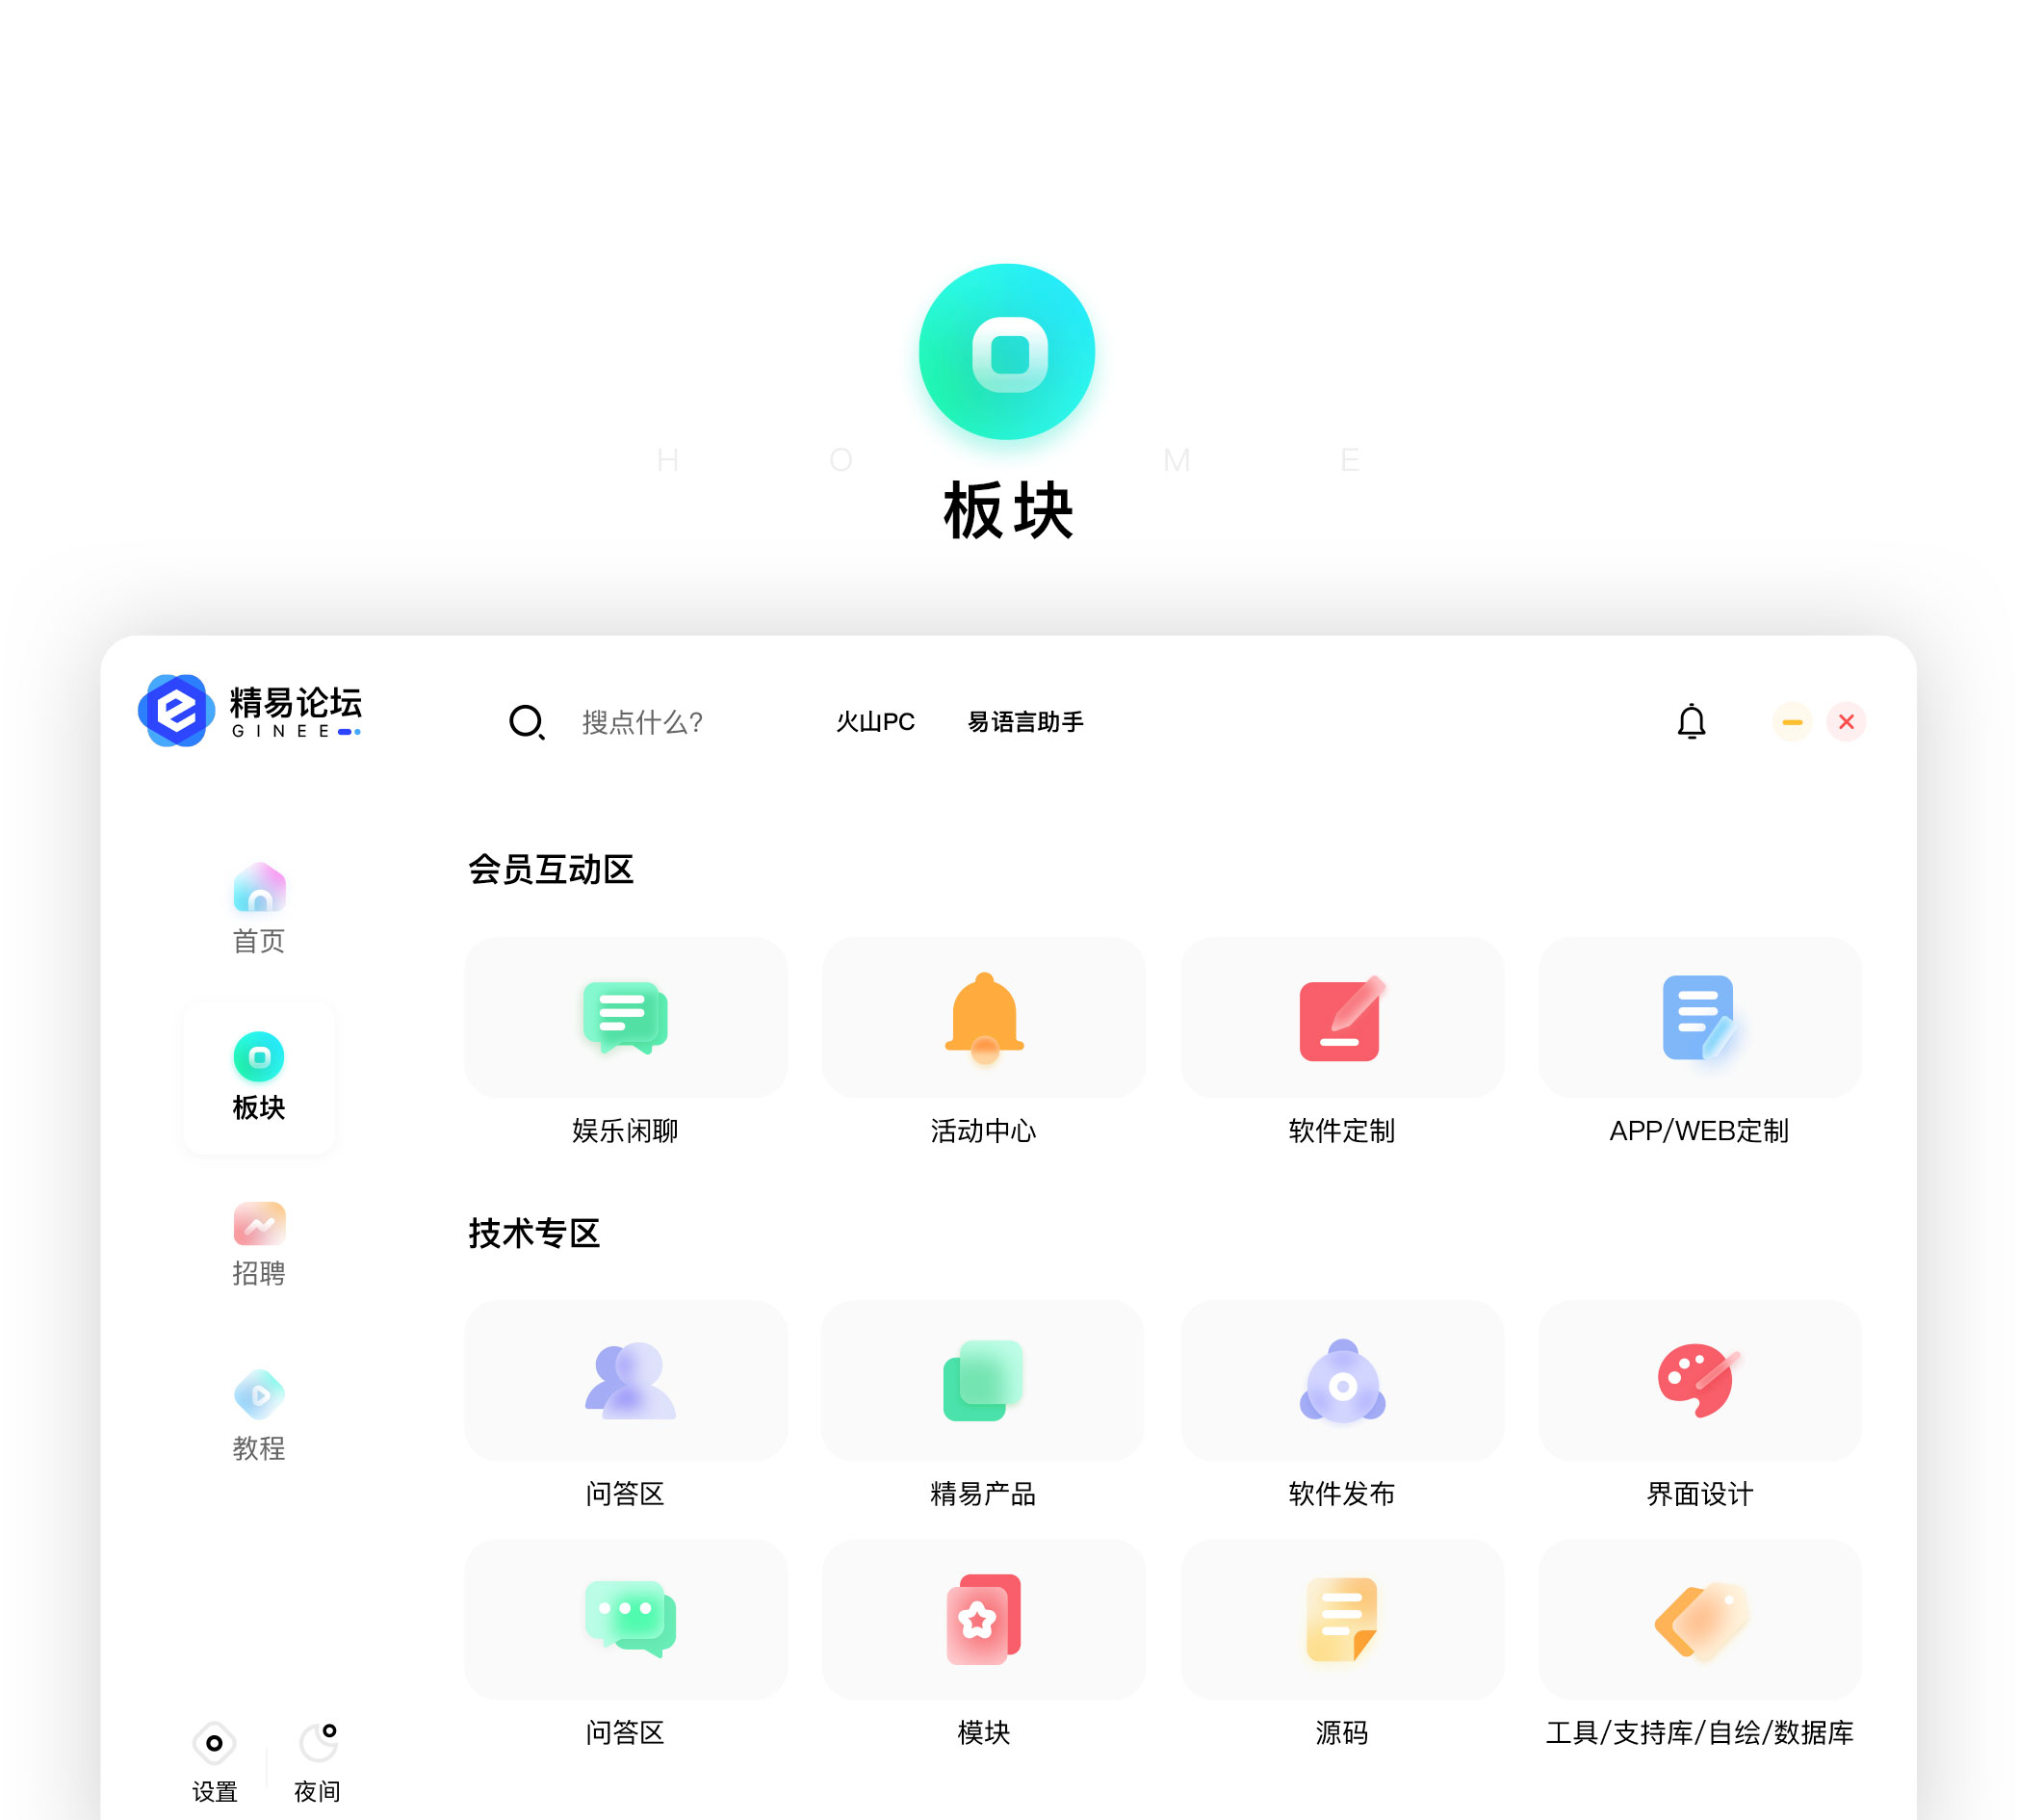 H O M E
板块
精易论坛
GINEE
搜点什么?
火山PC
易语言助手
首页
板块
招聘
教程
设置
夜间
会员互动区
娱乐闲聊
活动中心
软件定制
APP/WEB定制
技术专区
问答区
精易产品
软件发布
界面设计
问答区
模块
源码
工具/支持库/自绘/数据库